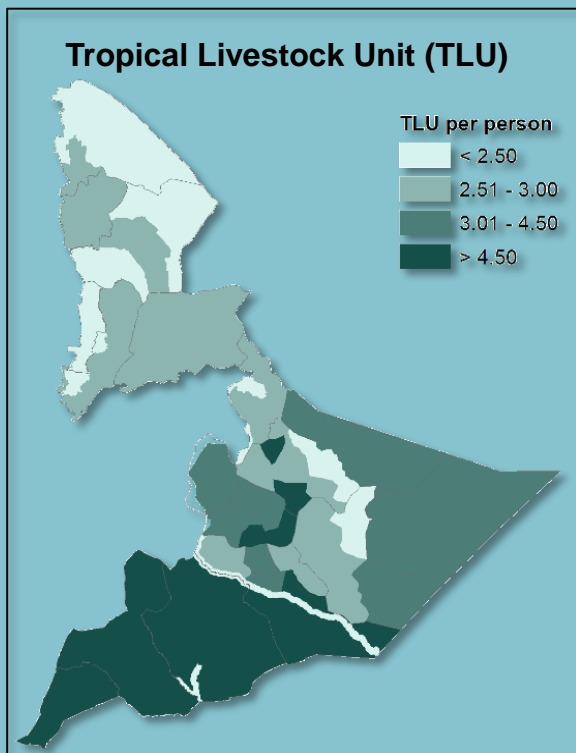 Tropical Livestock Unit (TLU)
TLU per person
< 2.50
2.51 - 3.00
3.01 - 4.50
> 4.50